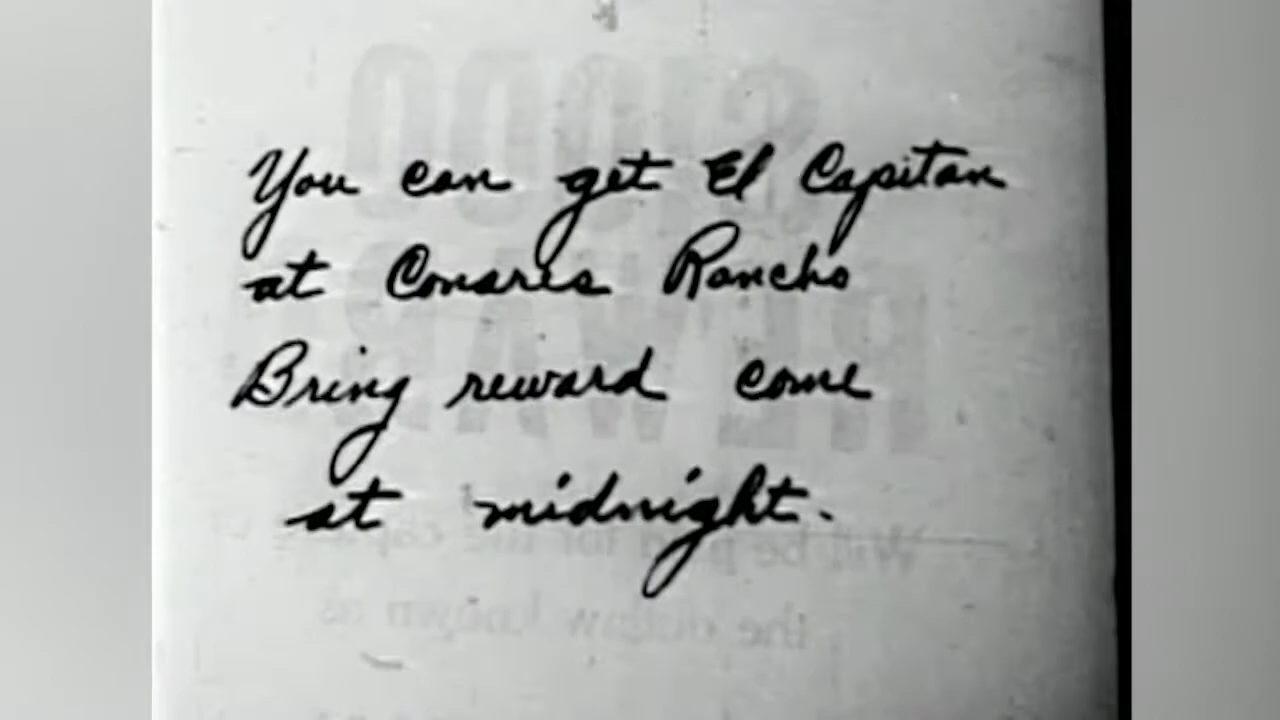 You can get El Capitan
at Conares Rancho
Bring reward come
at midnight.